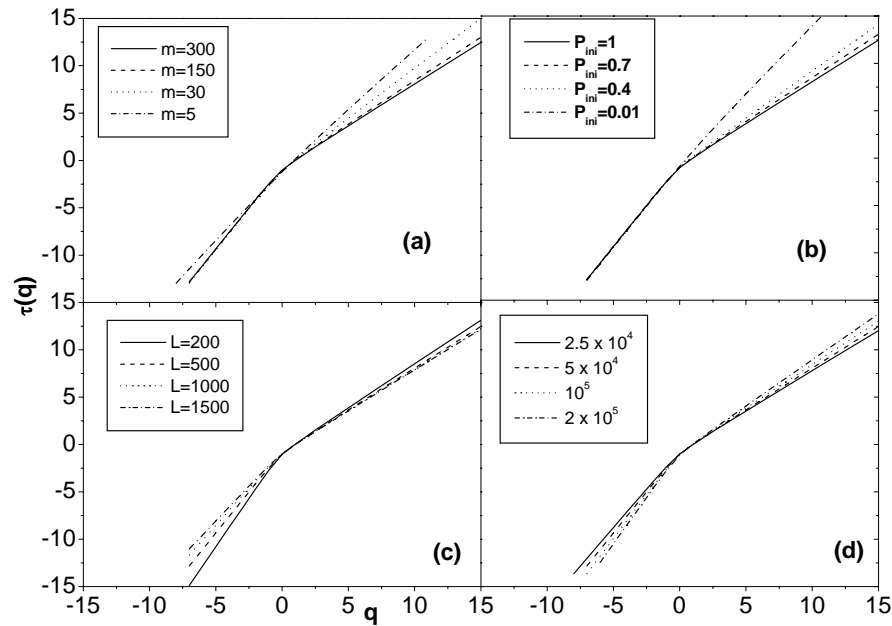 15
10
5
0
-5
-10
m=300
m=150
m=30
m=5
(a)
P_ini=1
P_ini=0.7
P_ini=0.4
P_ini=0.01
(b)
τ(q)
15
10
5
0
-5
-10
-15
L=200
L=500
L=1000
L=1500
(c)
2.5 x 10^4
5 x 10^4
10^5
2 x 10^5
(d)
-15 -10 -5 0 5 10 15
-10 -5 0 5 10 15
q